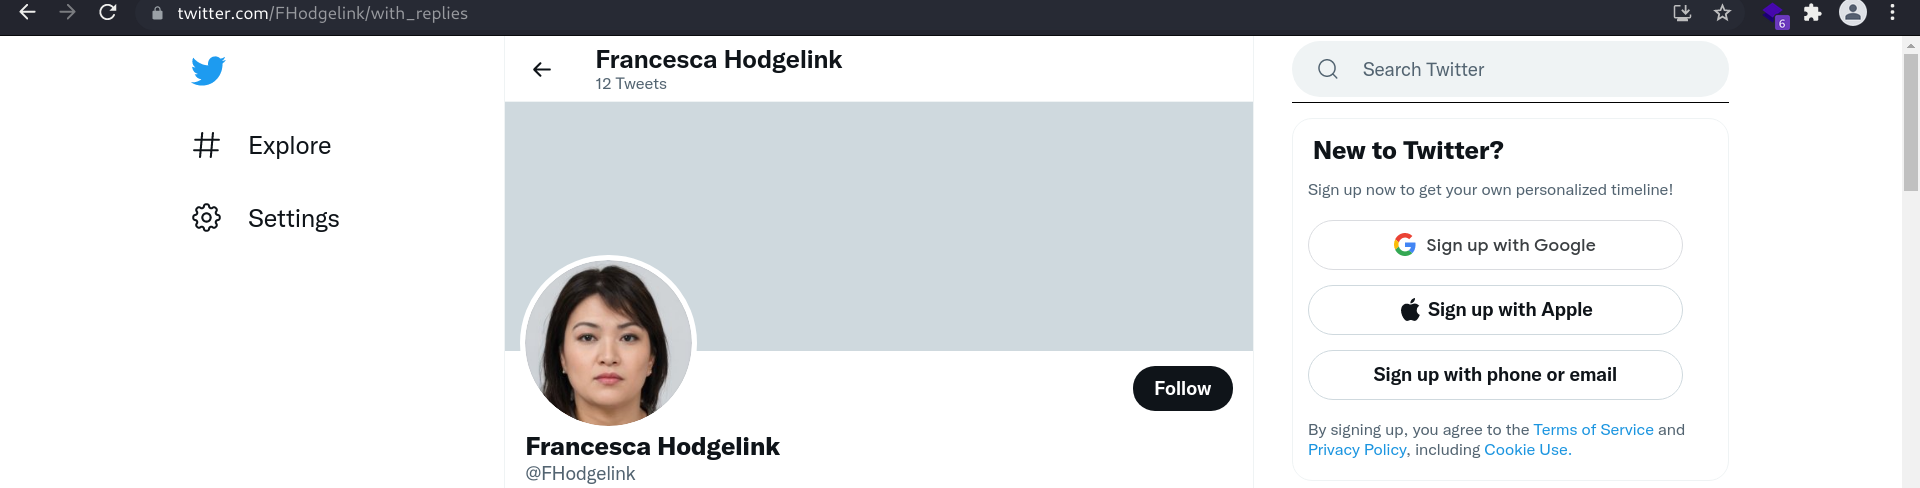 twitter.com/FHodgelink/with_replies
6
Francesca Hodgelink
12 Tweets
Explore
Settings
Follow
Francesca Hodgelink
@FHodgelink
Search Twitter
New to Twitter?
Sign up now to get your own personalized timeline!
Sign up with Google
Sign up with Apple
Sign up with phone or email
By signing up, you agree to the Terms of Service and
Privacy Policy, including Cookie Use.